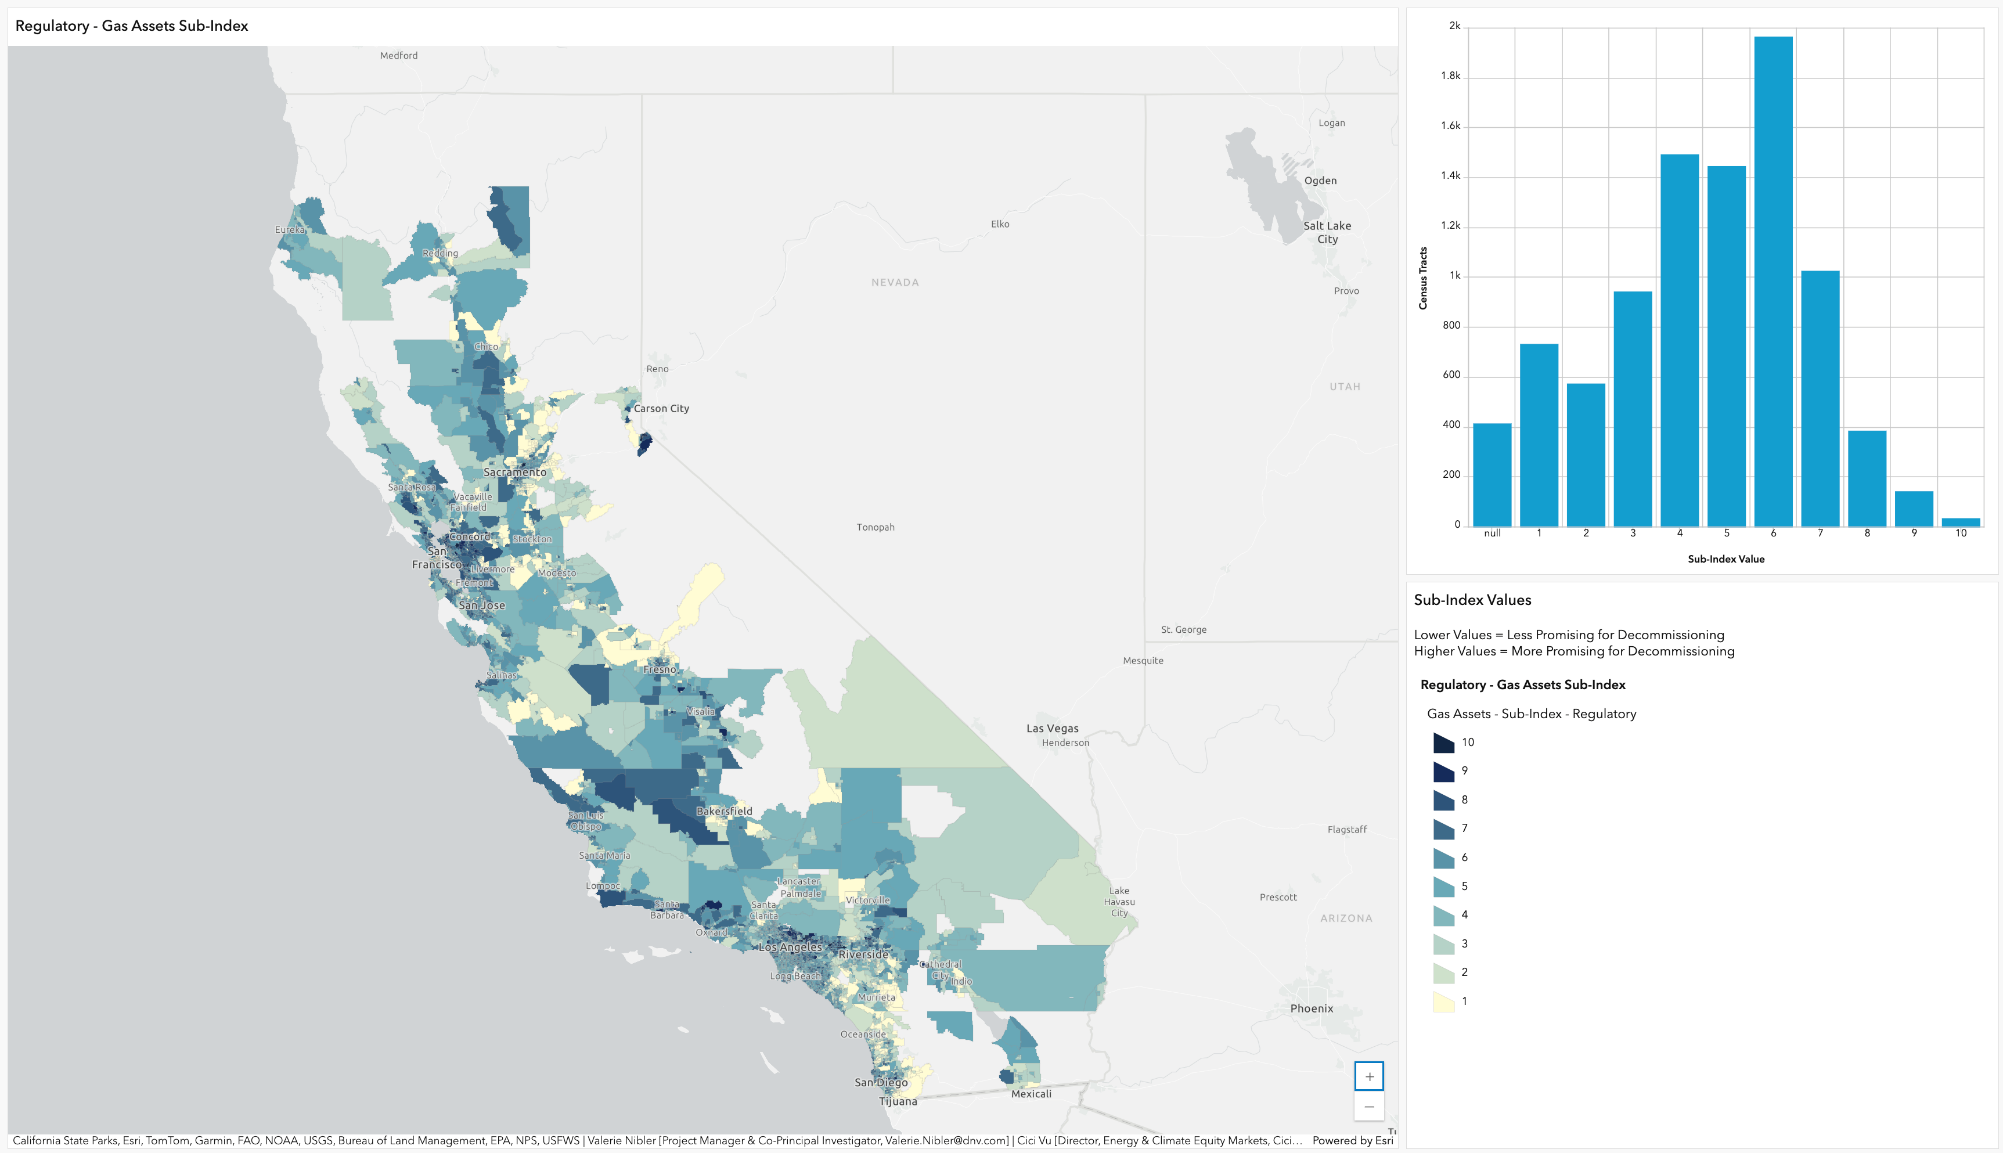 Regulatory - Gas Assets Sub-Index
Medford
Logan
Ogden
Salt Lake
City
Elko
Eureka
Redding
NEVADA
Provo
Chico
Reno
UTAH
Carson City
Sacramento
Santa Rosa
Vacaville
Fairfield
Tonopah
Concord
Stockton
San
Francisco
Livermore
Modesto
Fremont
San Jose
St. George
Mesquite
Fresno
Salinas
Visalia
Las Vegas
Henderson
Bakersfield
San Luis
Obispo
Flagstaff
Santa Maria
Lompoc
Lancaster
Palmdale
Lake
Havasu
City
Prescott
Santa
Barbara
Santa
Clarita
Victorville
ARIZONA
Oxnard
Los Angeles
Riverside
Long Beach
Cathedral
City
Indio
Murrieta
Phoenix
Oceanside
San Diego
Mexicali
Tijuana
+
−
California State Parks, Esri, TomTom, Garmin, FAO, NOAA, USGS, Bureau of Land Management, EPA, NPS, USFWS | Valerie Nibler [Project Manager & Co-Principal Investigator, Valerie.Nibler@dnv.com] | Cici Vu [Director, Energy & Climate Equity Markets, Cici... Powered by Esri
2k
1.8k
1.6k
1.4k
1.2k
1k
800
600
400
200
0
Census Tracts
null 1 2 3 4 5 6 7 8 9 10
Sub-Index Value
Sub-Index Values
Lower Values = Less Promising for Decommissioning
Higher Values = More Promising for Decommissioning
Regulatory - Gas Assets Sub-Index
Gas Assets - Sub-Index - Regulatory
10
9
8
7
6
5
4
3
2
1